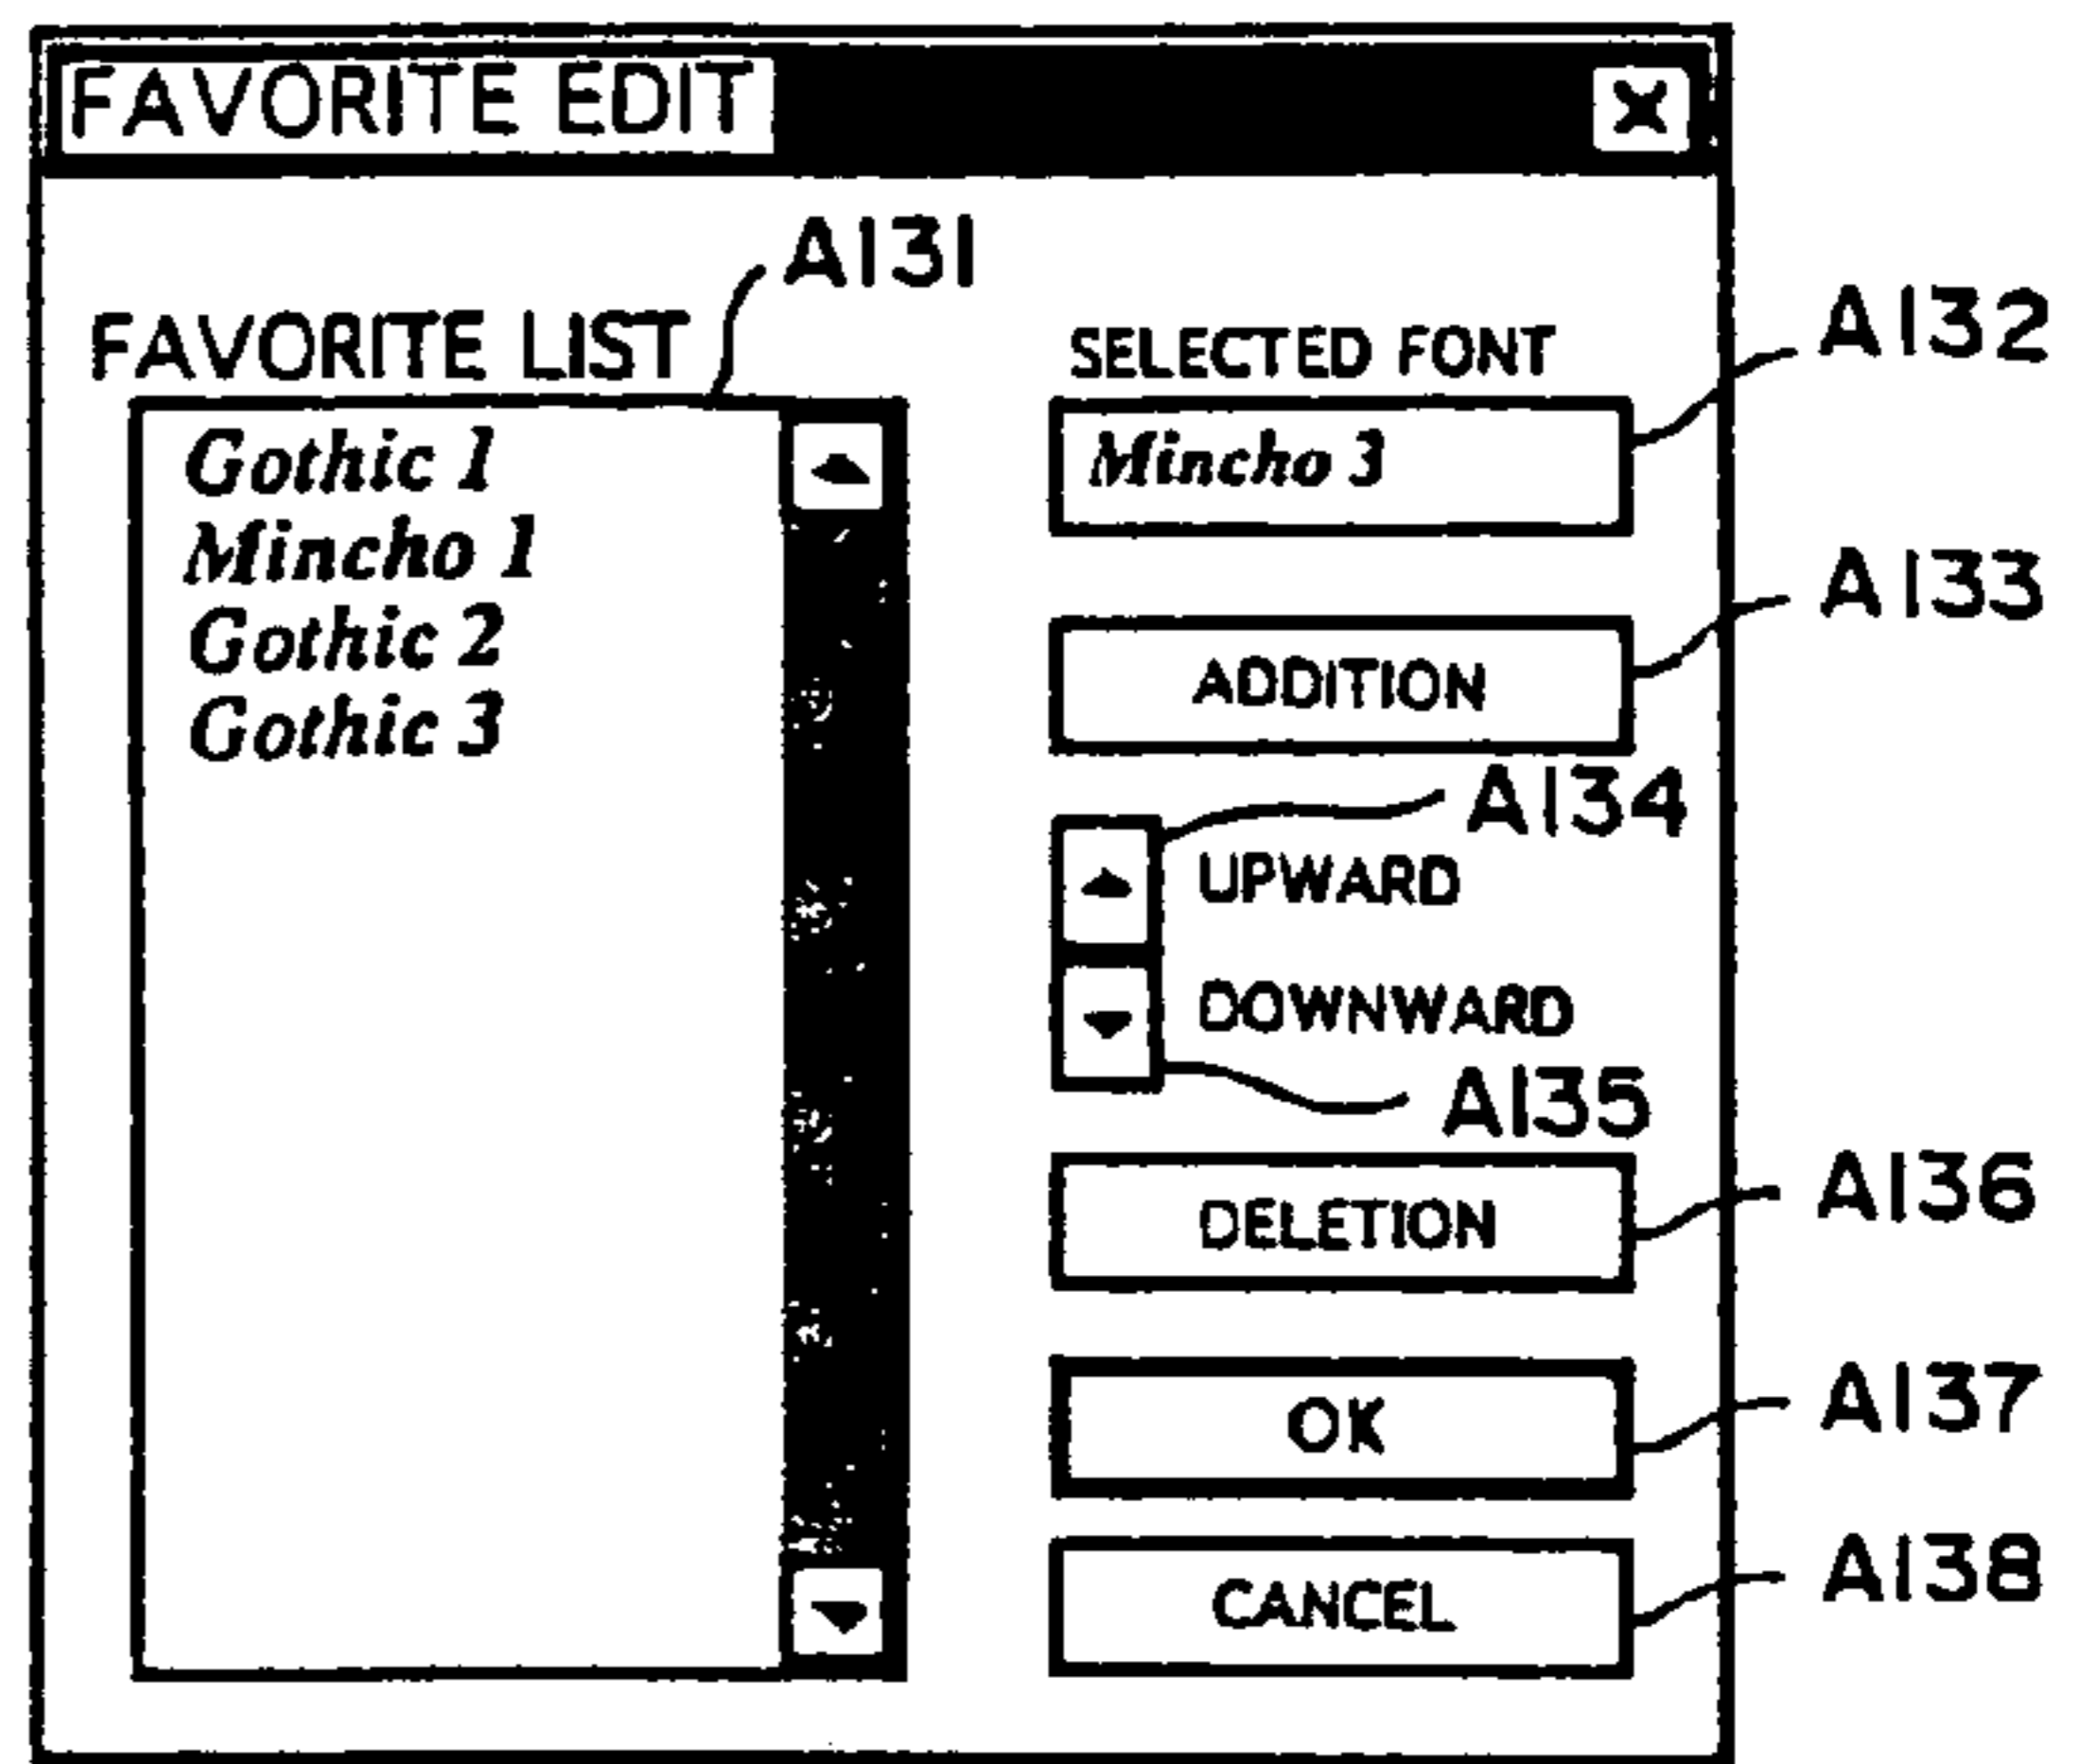 FAVORITE EDIT X
A131
FAVORITE LIST
Gothic 1
Mincho 1
Gothic 2
Gothic 3
SELECTED FONT
A132
Mincho 3
A133
ADDITION
A134
UPWARD
DOWNWARD
A135
DELETION
A136
OK
A137
CANCEL
A138